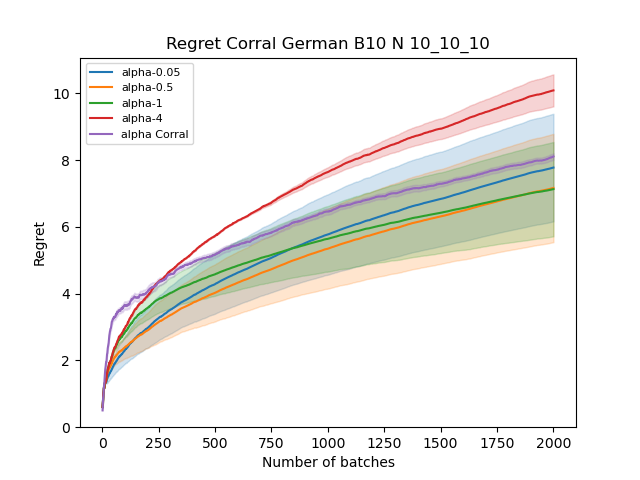 Regret Corral German B10 N 10_10_10
alpha-0.05
alpha-0.5
alpha-1
alpha-4
alpha Corral
10
8
6
4
2
0
Regret
0 250 500 750 1000 1250 1500 1750 2000
Number of batches